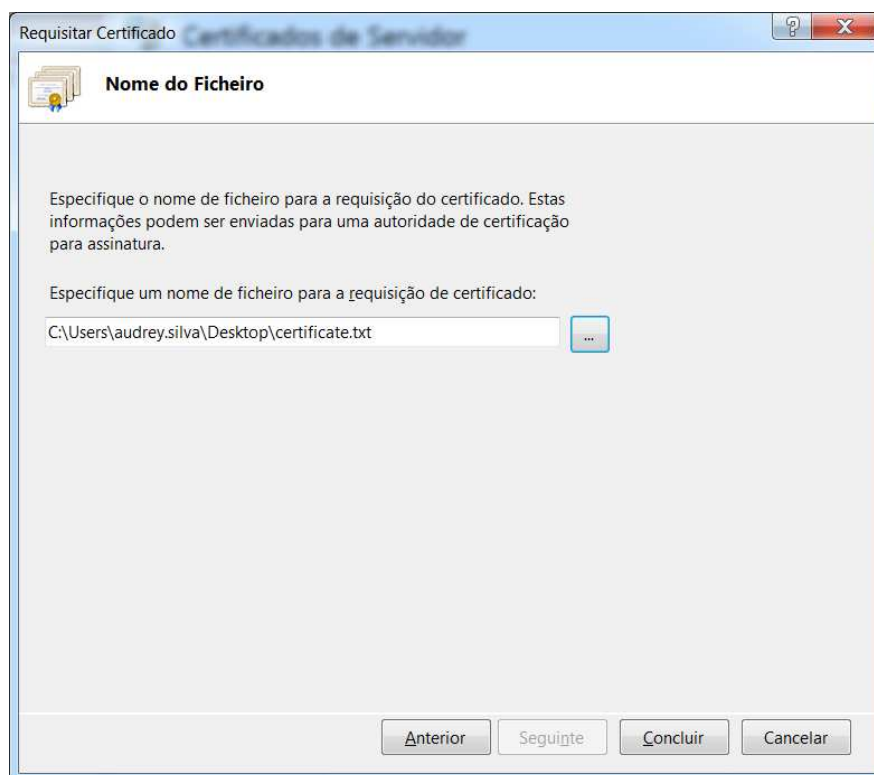 Requisitar Certificado
Certificados de Servidor
Nome do Ficheiro
Especifique o nome de ficheiro para a requisição do certificado. Estas
informações podem ser enviadas para uma autoridade de certificação
para assinatura.
Especifique um nome de ficheiro para a requisição de certificado:
C:\Users\audrey.silva\Desktop\certificate.txt
...
Anterior
Seguinte
Concluir
Cancelar